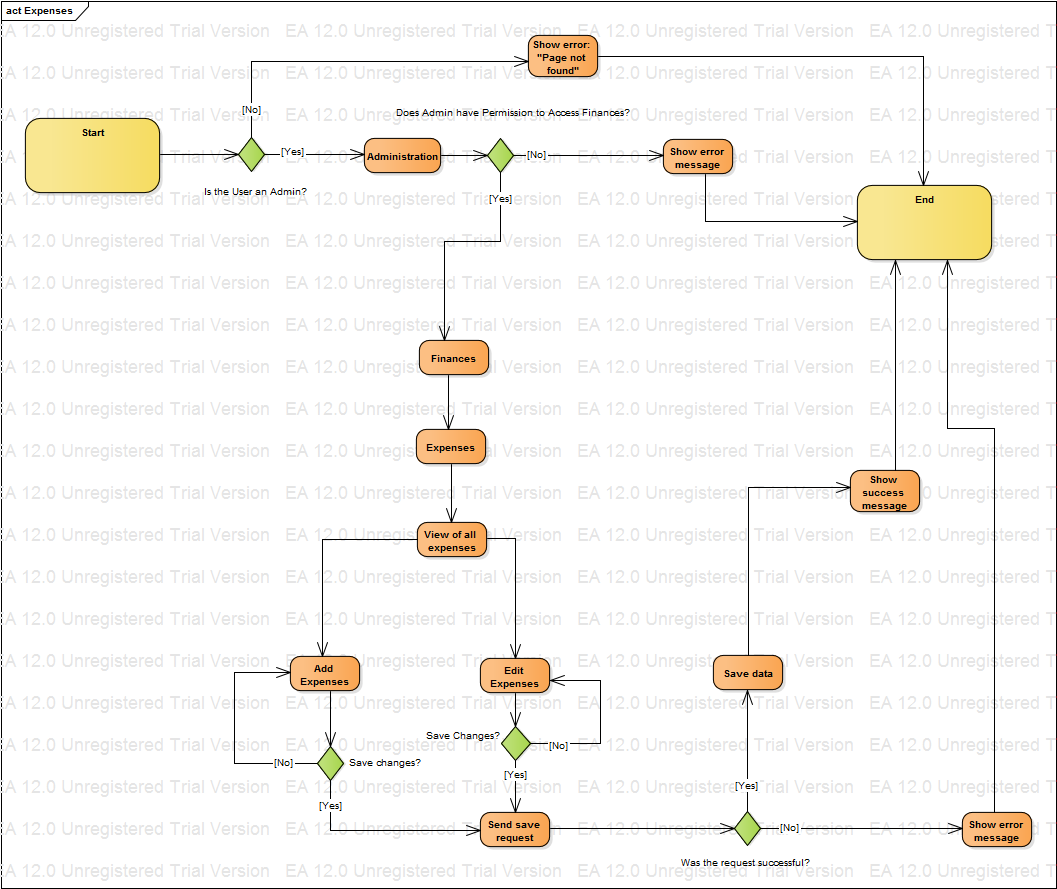 act Expenses
EA 12.0 Unregistered Trial Version
Show error:
"Page not
found"
[No]
Does Admin have Permission to Access Finances?
Start
[Yes]
Administration
[No]
Show error
message
Is the User an Admin?
[Yes]
End
Finances
Expenses
View of all
expenses
Show
success
message
Add
Expenses
Edit
Expenses
Save data
Save Changes?
[No]
[No]
Save changes?
[Yes]
[Yes]
[Yes]
Send save
request
[No]
Show error
message
Was the request successful?